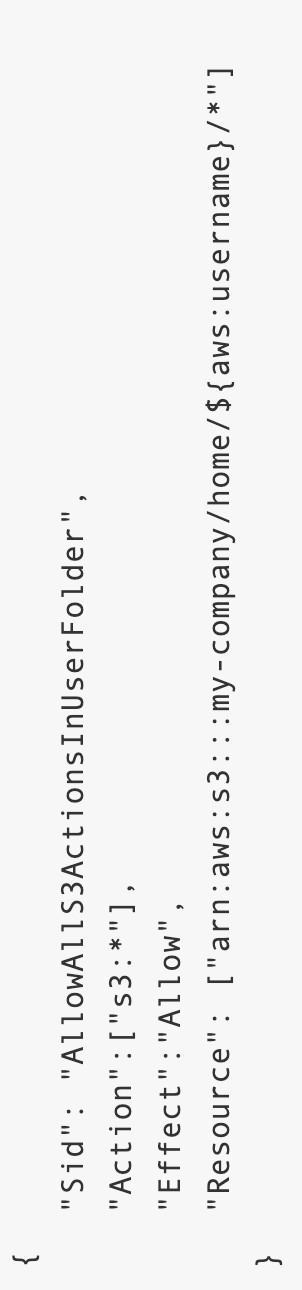 {
"Sid": "AllowAllS3ActionsInUserFolder",
"Action":["s3:*"],
"Effect":"Allow",
"Resource": ["arn:aws:s3:::my-company/home/${aws:username}/*"]
}